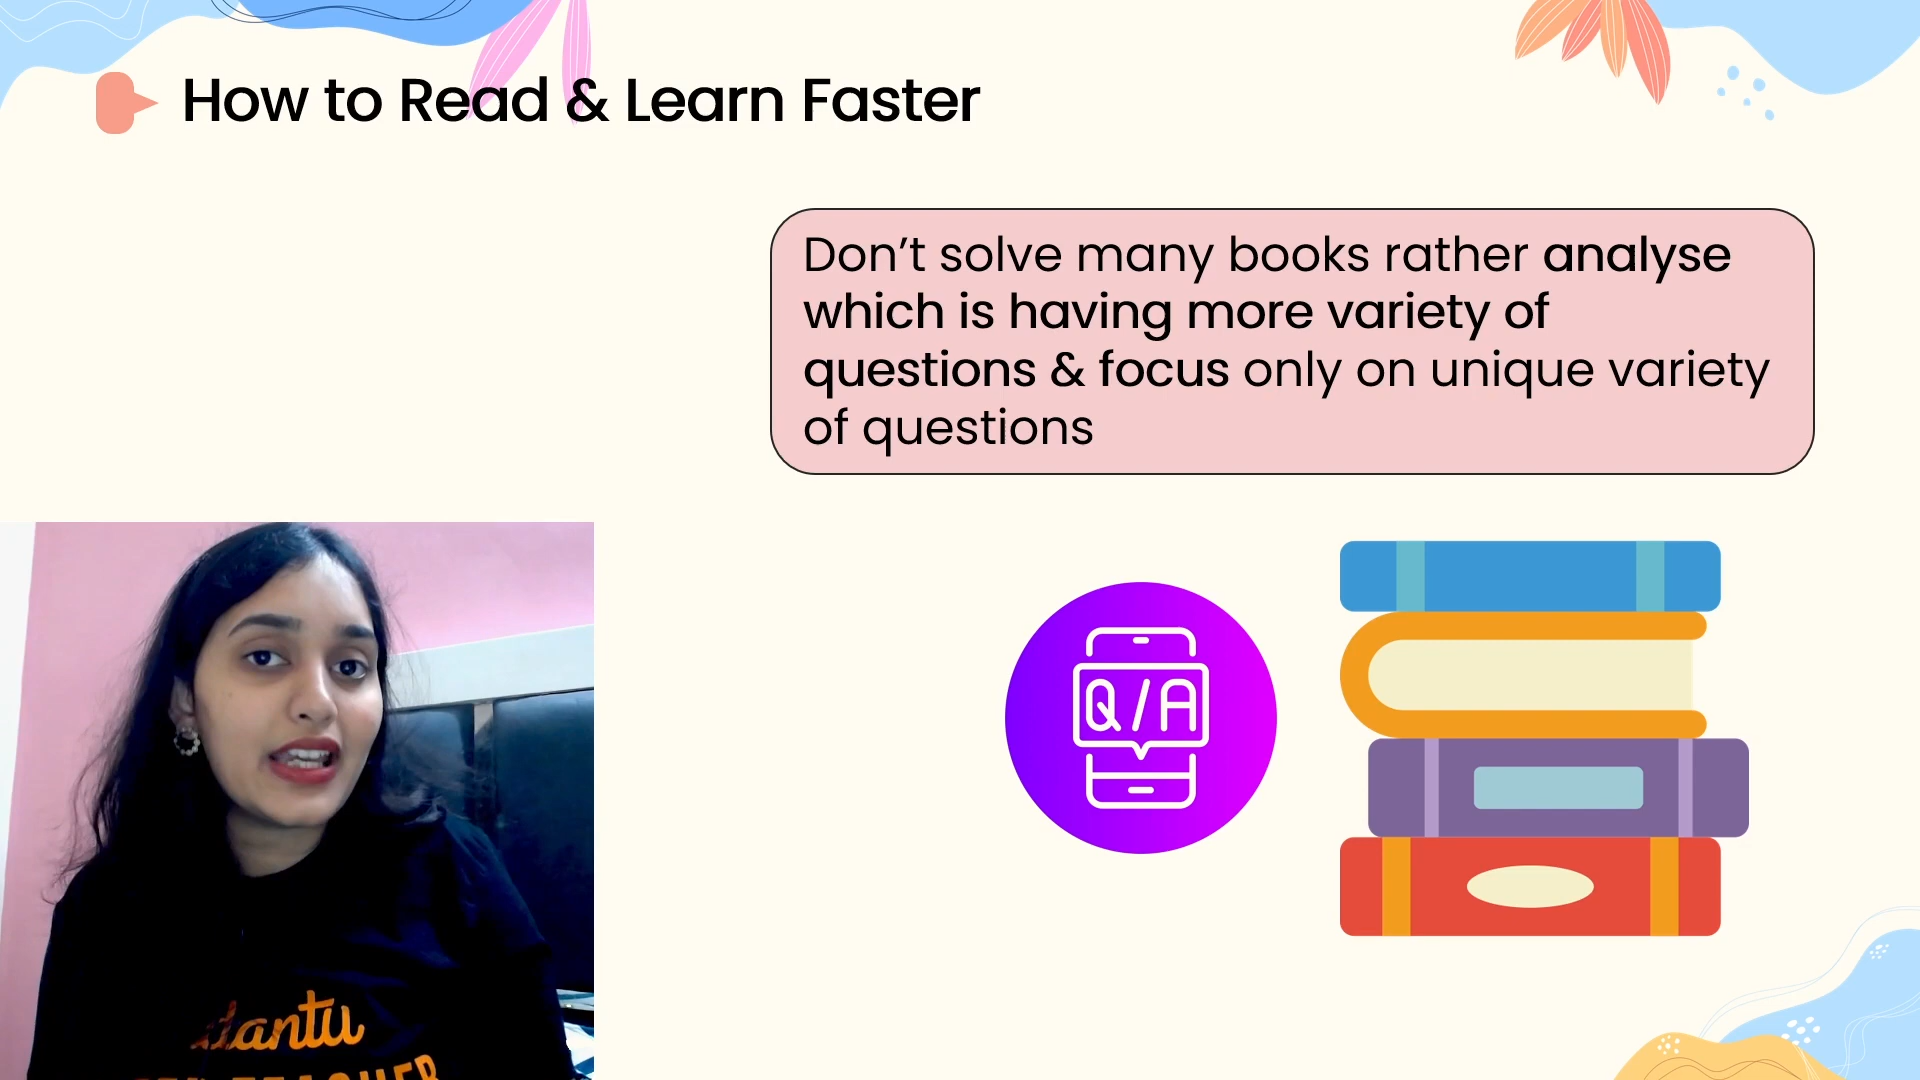 How to Read & Learn Faster
Don’t solve many books rather analyse
which is having more variety of
questions & focus only on unique variety
of questions
Q/A